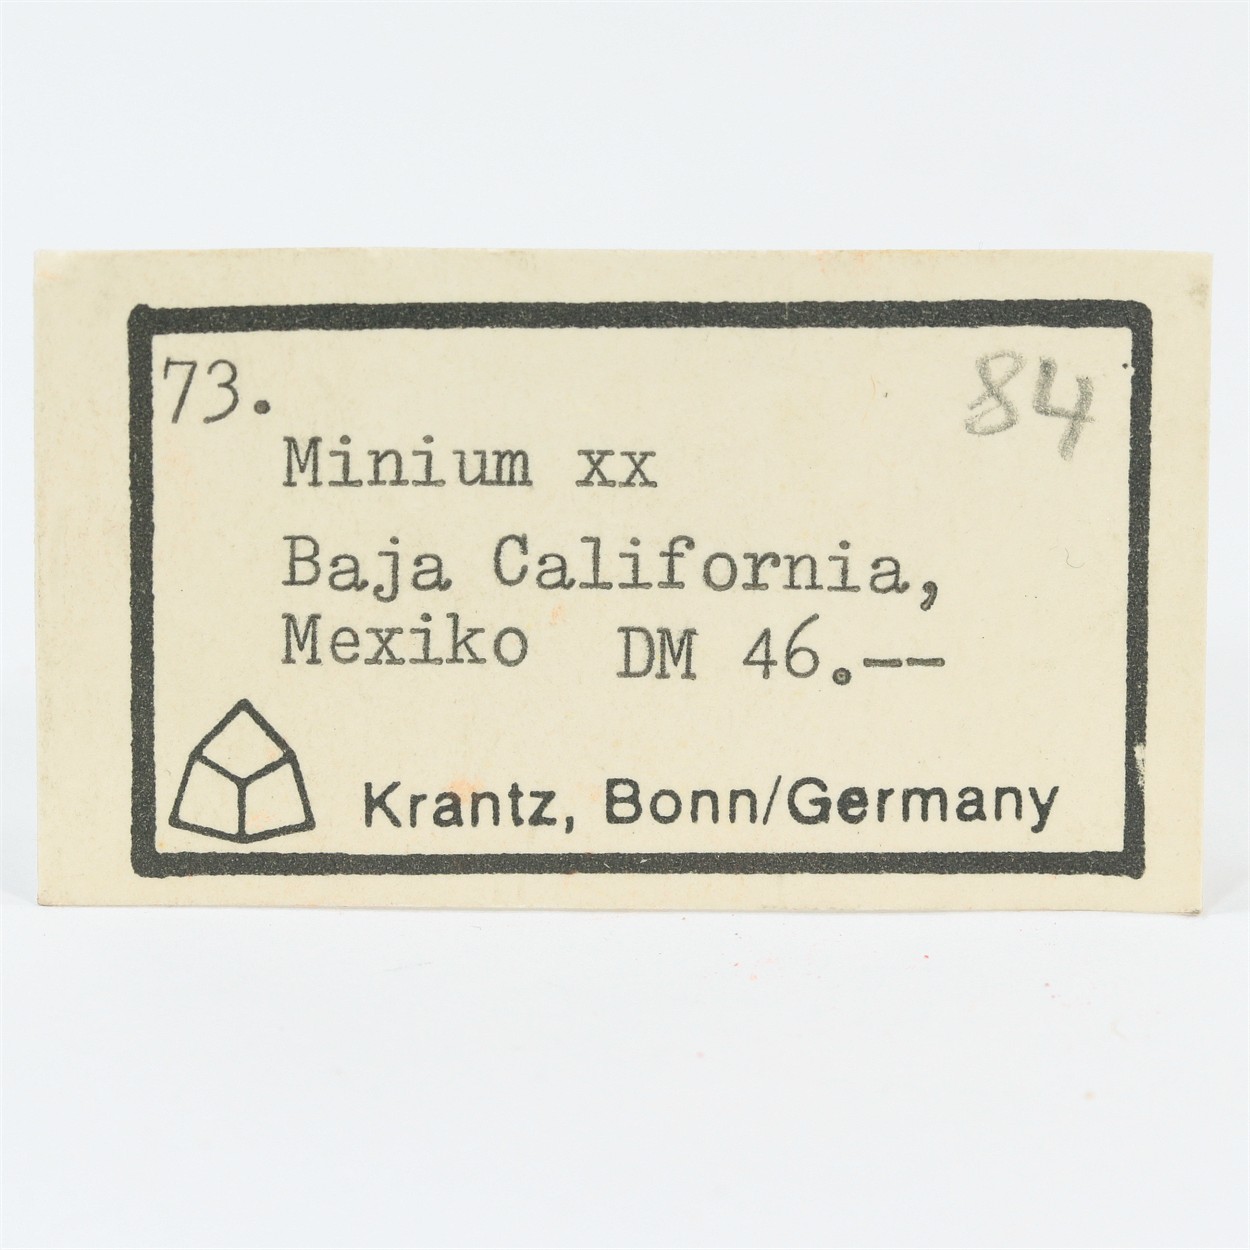 73.
84
Minium xx
Baja California,
Mexiko DM 46.--
Krantz, Bonn/Germany